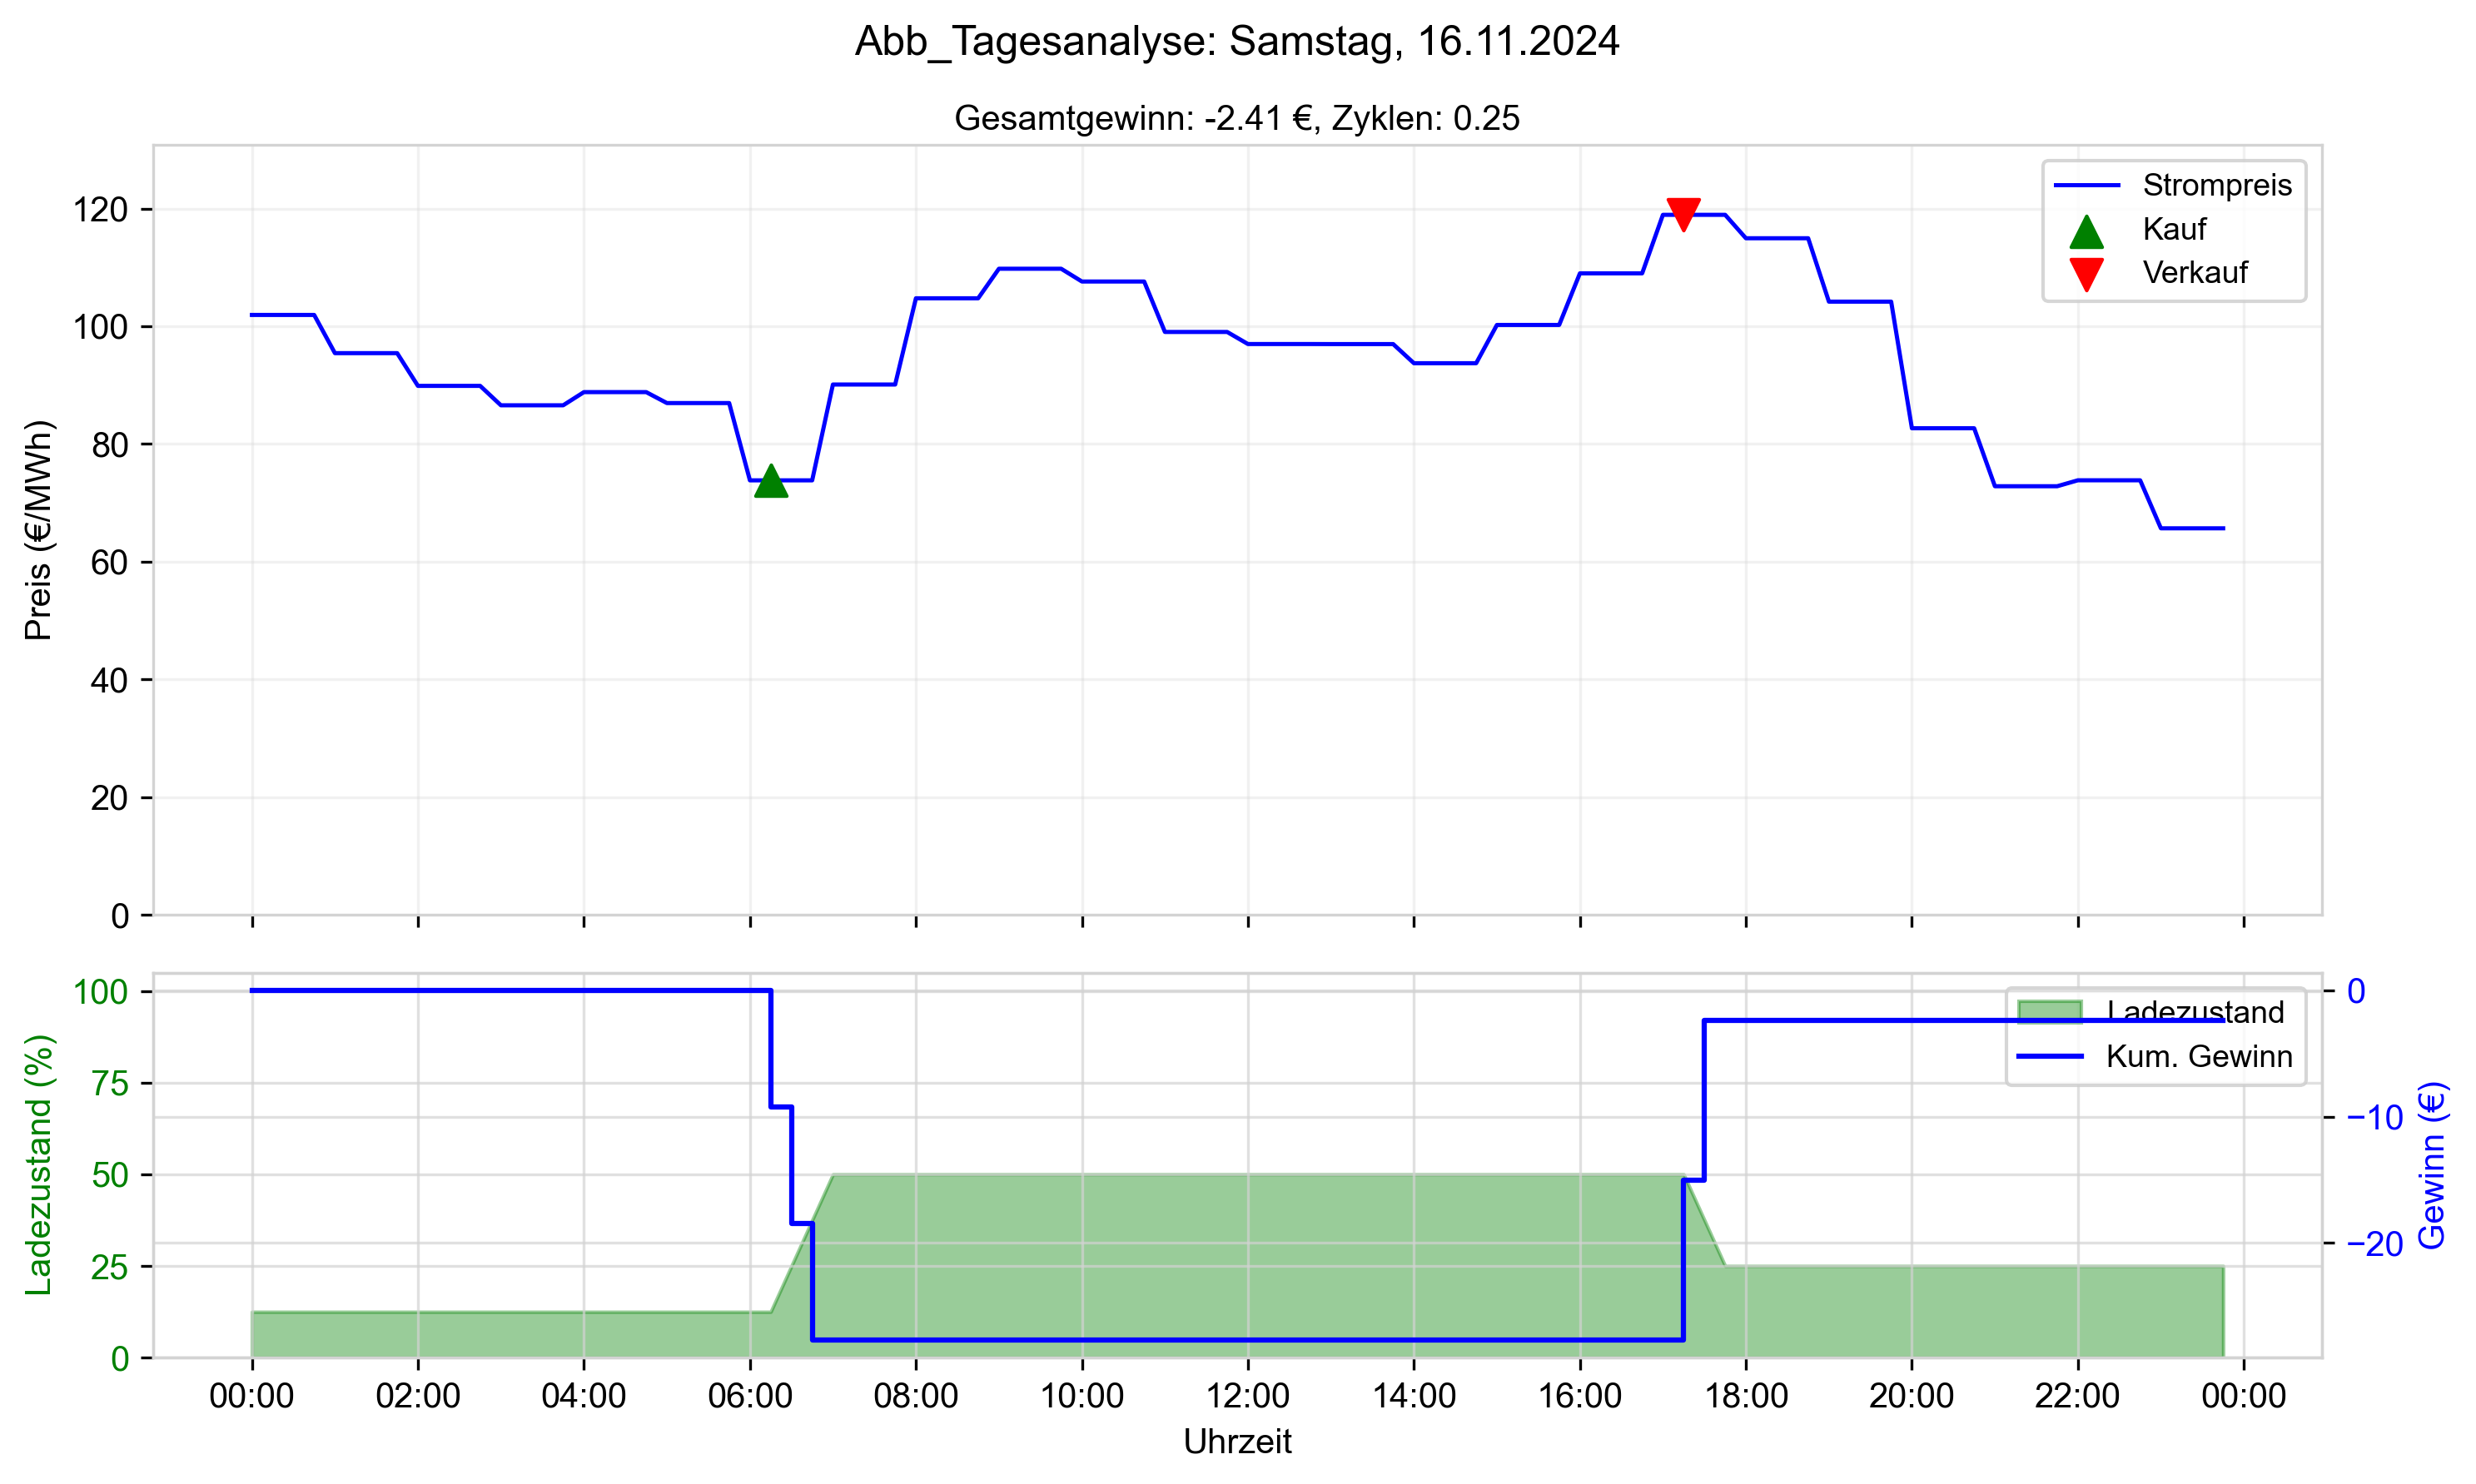 Abb_Tagesanalyse: Samstag, 16.11.2024
Gesamtgewinn: -2.41 €, Zyklen: 0.25
Preis (€/MWh)
120
100
80
60
40
20
0
Strompreis
Kauf
Verkauf
Ladezustand (%)
100
75
50
25
0
Ladezustand
Kum. Gewinn
0
−10
−20
Gewinn (€)
00:00 02:00 04:00 06:00 08:00 10:00 12:00 14:00 16:00 18:00 20:00 22:00 00:00
Uhrzeit